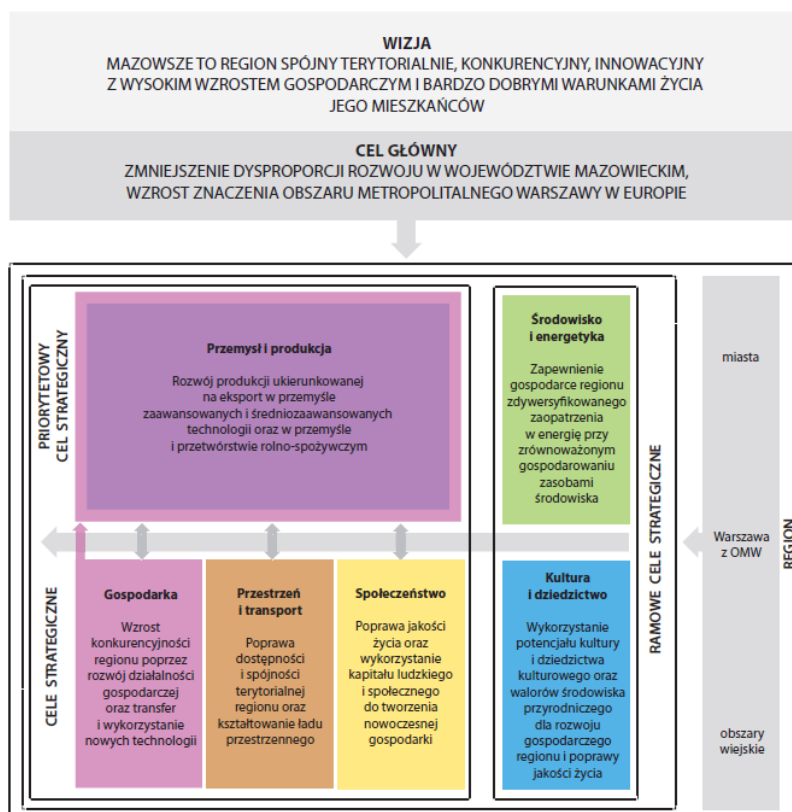 WIZJA
MAZOWSZE TO REGION SPÓJNY TERYTORIALNIE, KONKURENCYJNY, INNOWACYJNY
Z WYSOKIM WZROSTEM GOSPODARCZYM I BARDZO DOBRYMI WARUNKAMI ŻYCIA
JEGO MIESZKAŃCÓW
CEL GŁÓWNY
ZMNIEJSZENIE DYSPROPORCJI ROZWOJU W WOJEWÓDZTWIE MAZOWIECKIM,
WZROST ZNACZENIA OBSZARU METROPOLITALNEGO WARSZAWY W EUROPIE
PRIORYTETOWY
CEL STRATEGICZNY
Przemysł i produkcja
Rozwój produkcji ukierunkowanej
na eksport w przemyśle
zaawansowanych i średniozaawansowanych
technologii oraz w przemyśle
i przetwórstwie rolno-spożywczym
Środowisko
i energetyka
Zapewnienie
gospodarce regionu
zdywersyfikowanego
zaopatrzenia
w energię przy
zrównoważonym
gospodarowaniu
zasobami
środowiska
CELE STRATEGICZNE
Gospodarka
Wzrost
konkurencyjności
regionu poprzez
rozwój działalności
gospodarczej
oraz transfer
i wykorzystanie
nowych technologii
Przestrzeń
i transport
Poprawa
dostępności
i spójności
terytorialnej
regionu oraz
kształtowanie ładu
przestrzennego
Społeczeństwo
Poprawa jakości
życia oraz
wykorzystanie
kapitału ludzkiego
i społecznego
do tworzenia
nowoczesnej
gospodarki
Kultura
i dziedzictwo
Wykorzystanie
potencjału kultury
i dziedzictwa
kulturowego oraz
walorów środowiska
przyrodniczego
dla rozwoju
gospodarczego
regionu i poprawy
jakości życia
RAMOWE CELE STRATEGICZNE
miasta
Warszawa
z OMW
obszary
wiejskie
REGION